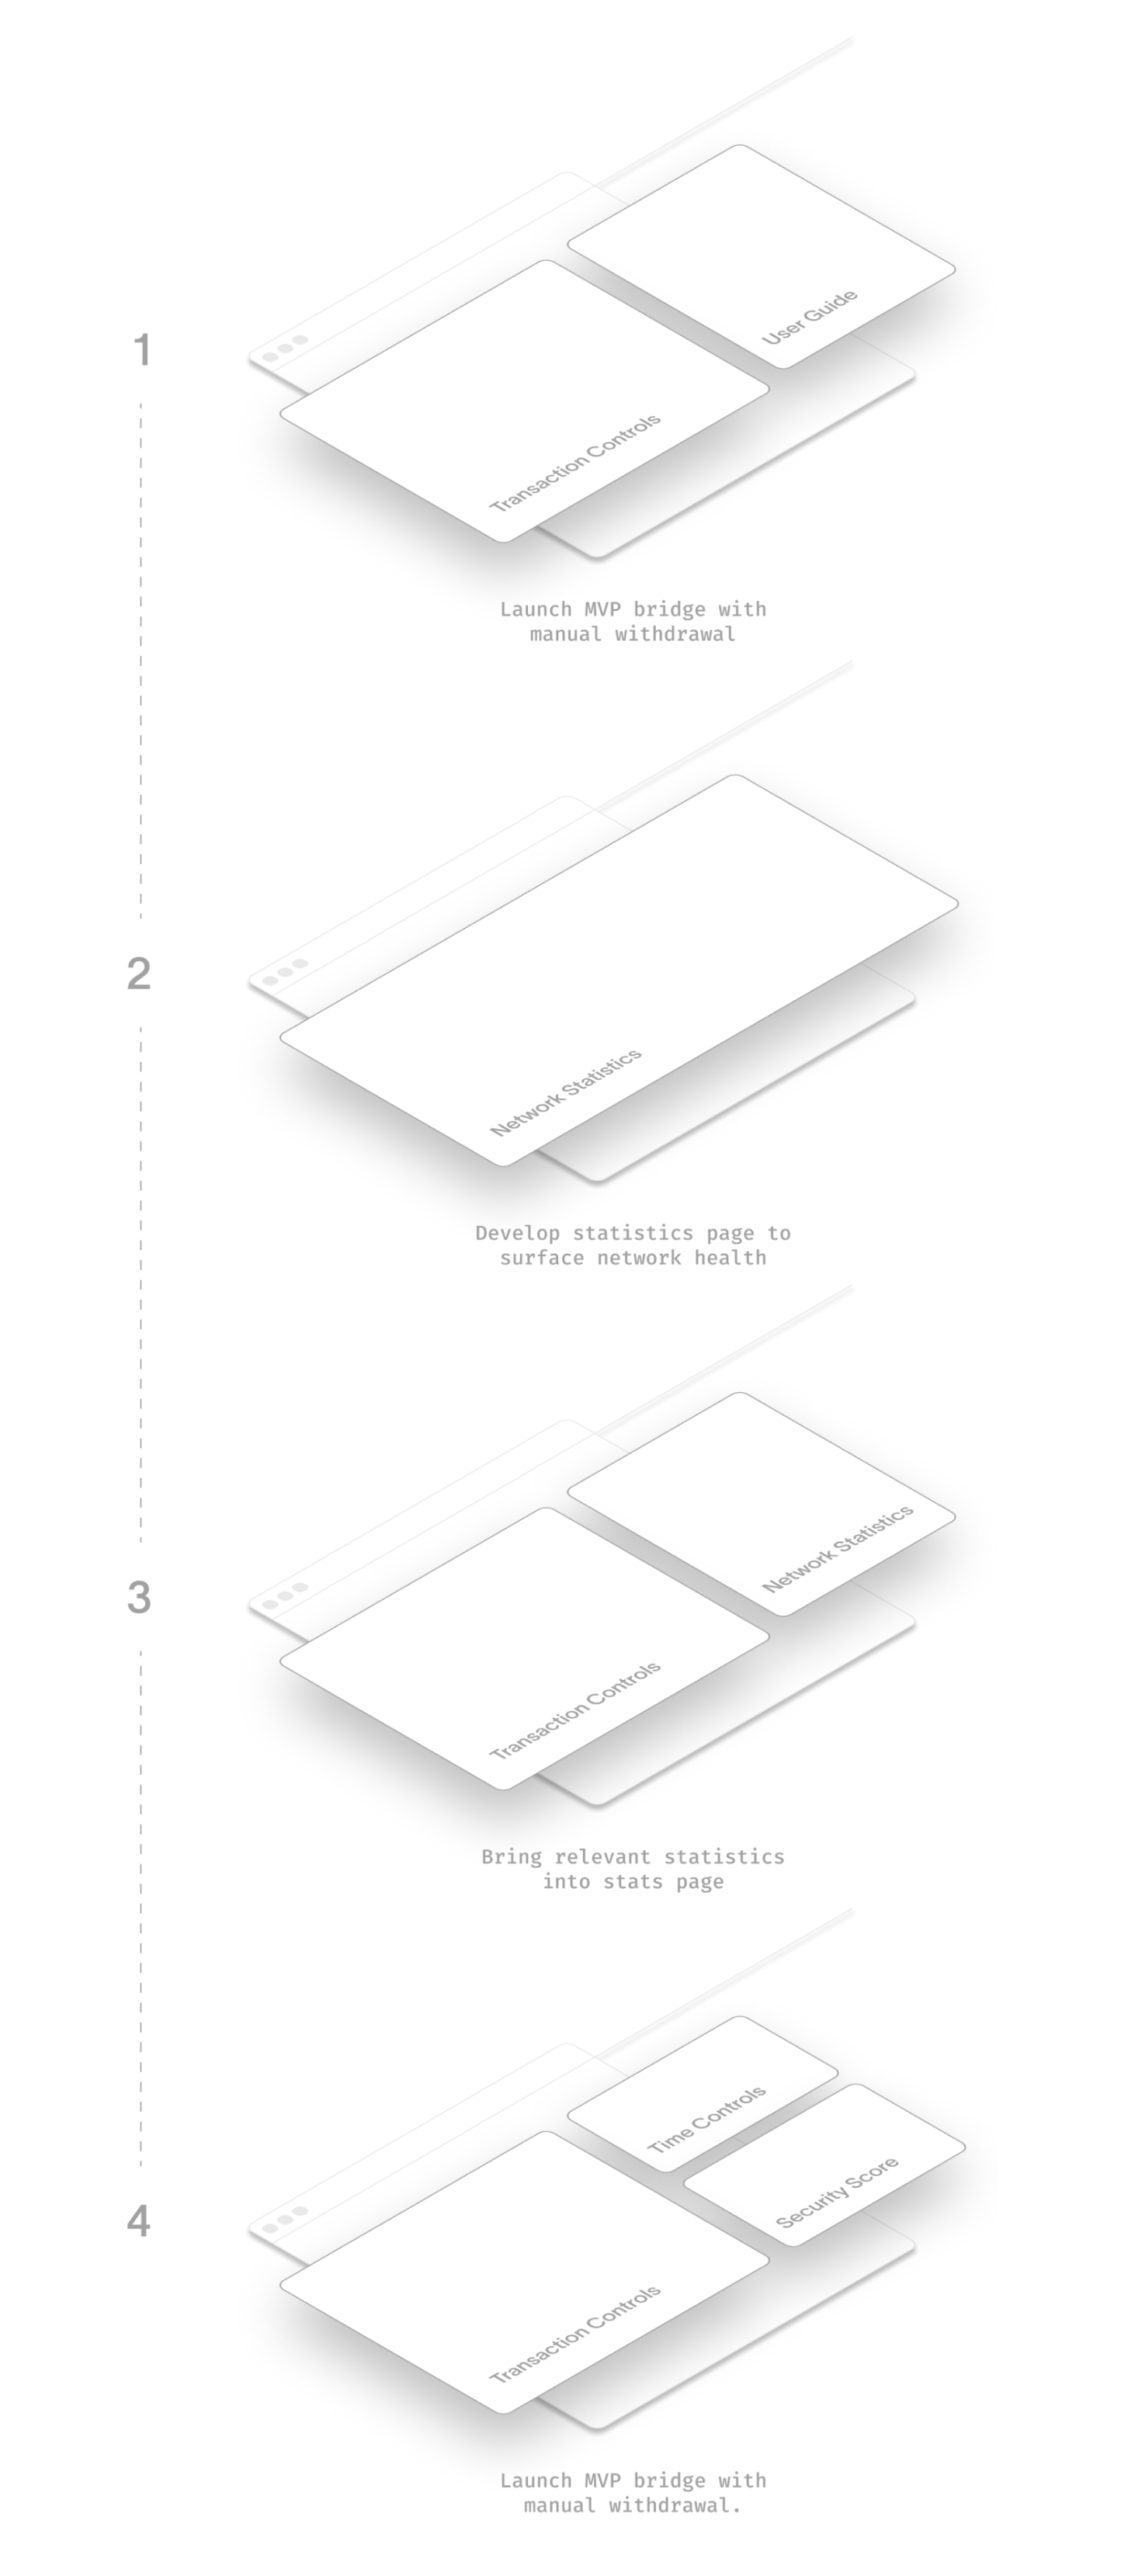 1
User Guide
Transaction Controls
Launch MVP bridge with
manual withdrawal
2
Network Statistics
Develop statistics page to
surface network health
3
Network Statistics
Transaction Controls
Bring relevant statistics
into stats page
4
Time Controls
Security Score
Transaction Controls
Launch MVP bridge with
manual withdrawal.